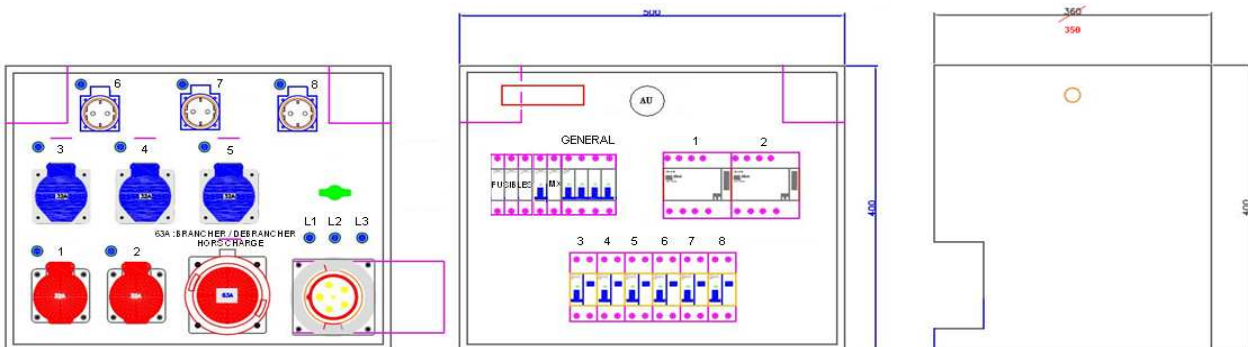 500
360
350
6 7 8
AU
3 4 5
GENERAL
1 2
FUSIBLES
MX
32A 32A 32A
63A :BRANCHER / DEBRANCHER
HORS CHARGE
L1 L2 L3
400
400
1 2
3 4 5 6 7 8
32A 32A 63A